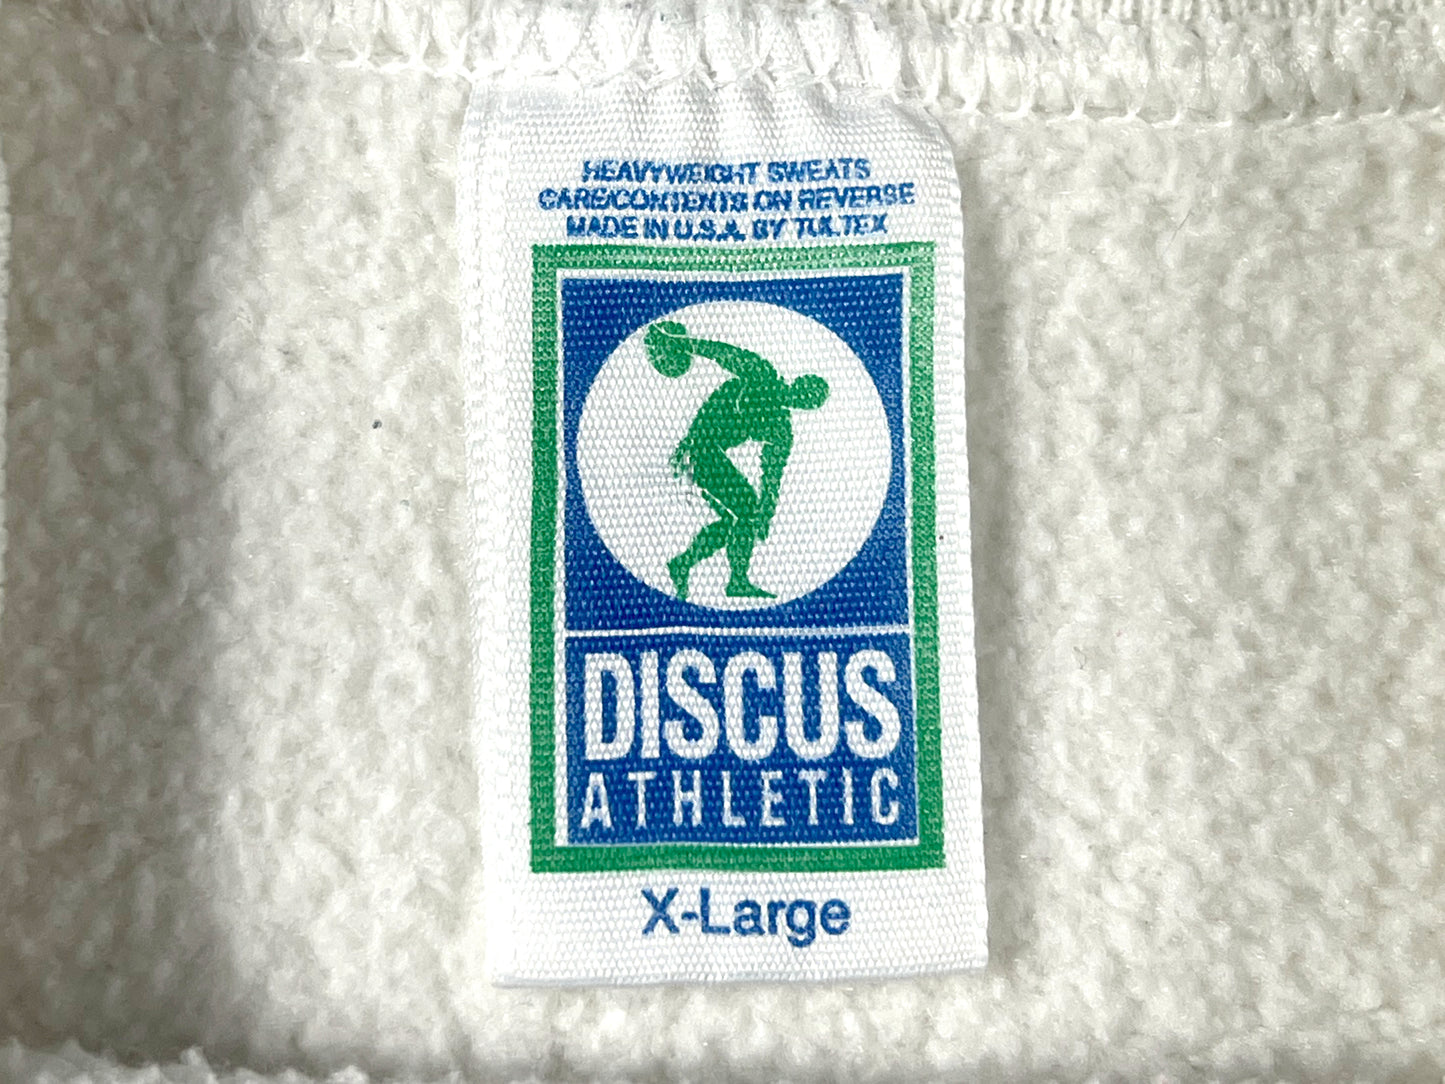 HEAVYWEIGHT SWEATS
CARE/CONTENTS ON REVERSE
MADE IN U.S.A. BY TULTEX
DISCUS
ATHLETIC
X-Large